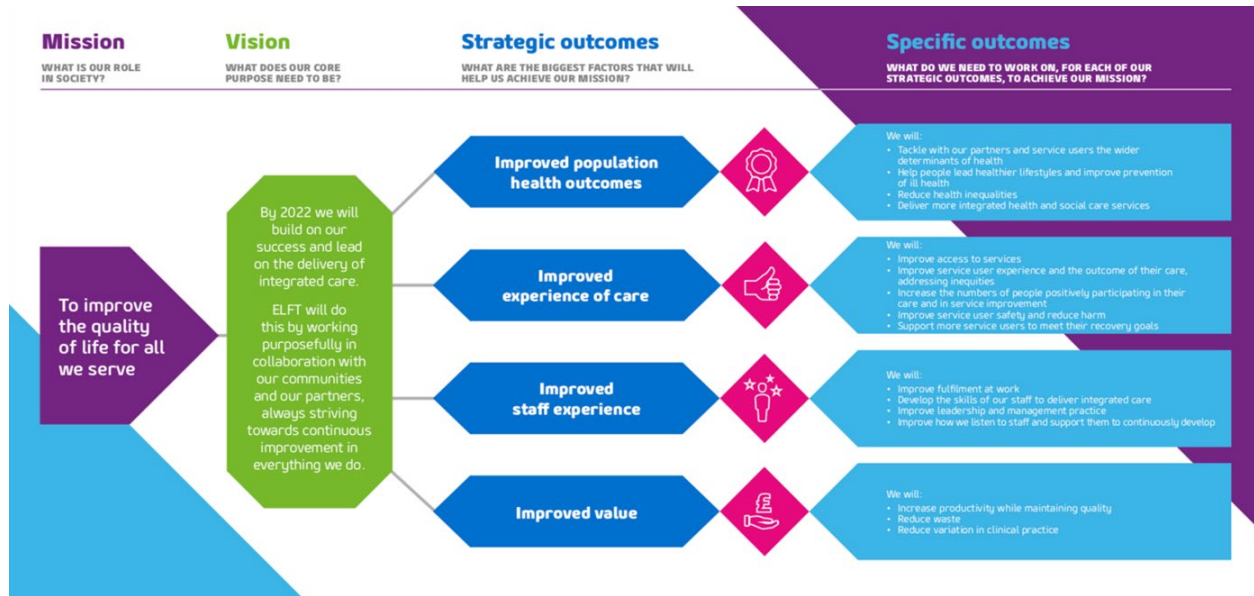 Mission
WHAT IS OUR ROLE
IN SOCIETY?
Vision
WHAT DOES OUR CORE
PURPOSE NEED TO BE?
Strategic outcomes
WHAT ARE THE BIGGEST FACTORS THAT WILL
HELP US ACHIEVE OUR MISSION?
Specific outcomes
WHAT DO WE NEED TO WORK ON, FOR EACH OF OUR
STRATEGIC OUTCOMES, TO ACHIEVE OUR MISSION?
To improve
the quality
of life for all
we serve
By 2022 we will
build on our
success and lead
on the delivery of
integrated care.
ELFT will do
this by working
purposefully in
collaboration with
our communities
and our partners,
always striving
towards continuous
improvement in
everything we do.
Improved population
health outcomes
We will:
• Tackle with our partners and service users the wider
determinants of health
• Help people lead healthier lifestyles and improve prevention
of ill health
• Reduce health inequalities
• Deliver more integrated health and social care services
Improved
experience of care
We will:
• Improve access to services
• Improve service user experience and the outcome of their care,
addressing inequities
• Increase the numbers of people positively participating in their
care and in service improvement
• Improve service user safety and reduce harm
• Support more service users to meet their recovery goals
Improved
staff experience
We will:
• Improve fulfilment at work
• Develop the skills of our staff to deliver integrated care
• Improve leadership and management practice
• Improve how we listen to staff and support them to continuously develop
Improved value
£
We will:
• Increase productivity while maintaining quality
• Reduce waste
• Reduce variation in clinical practice